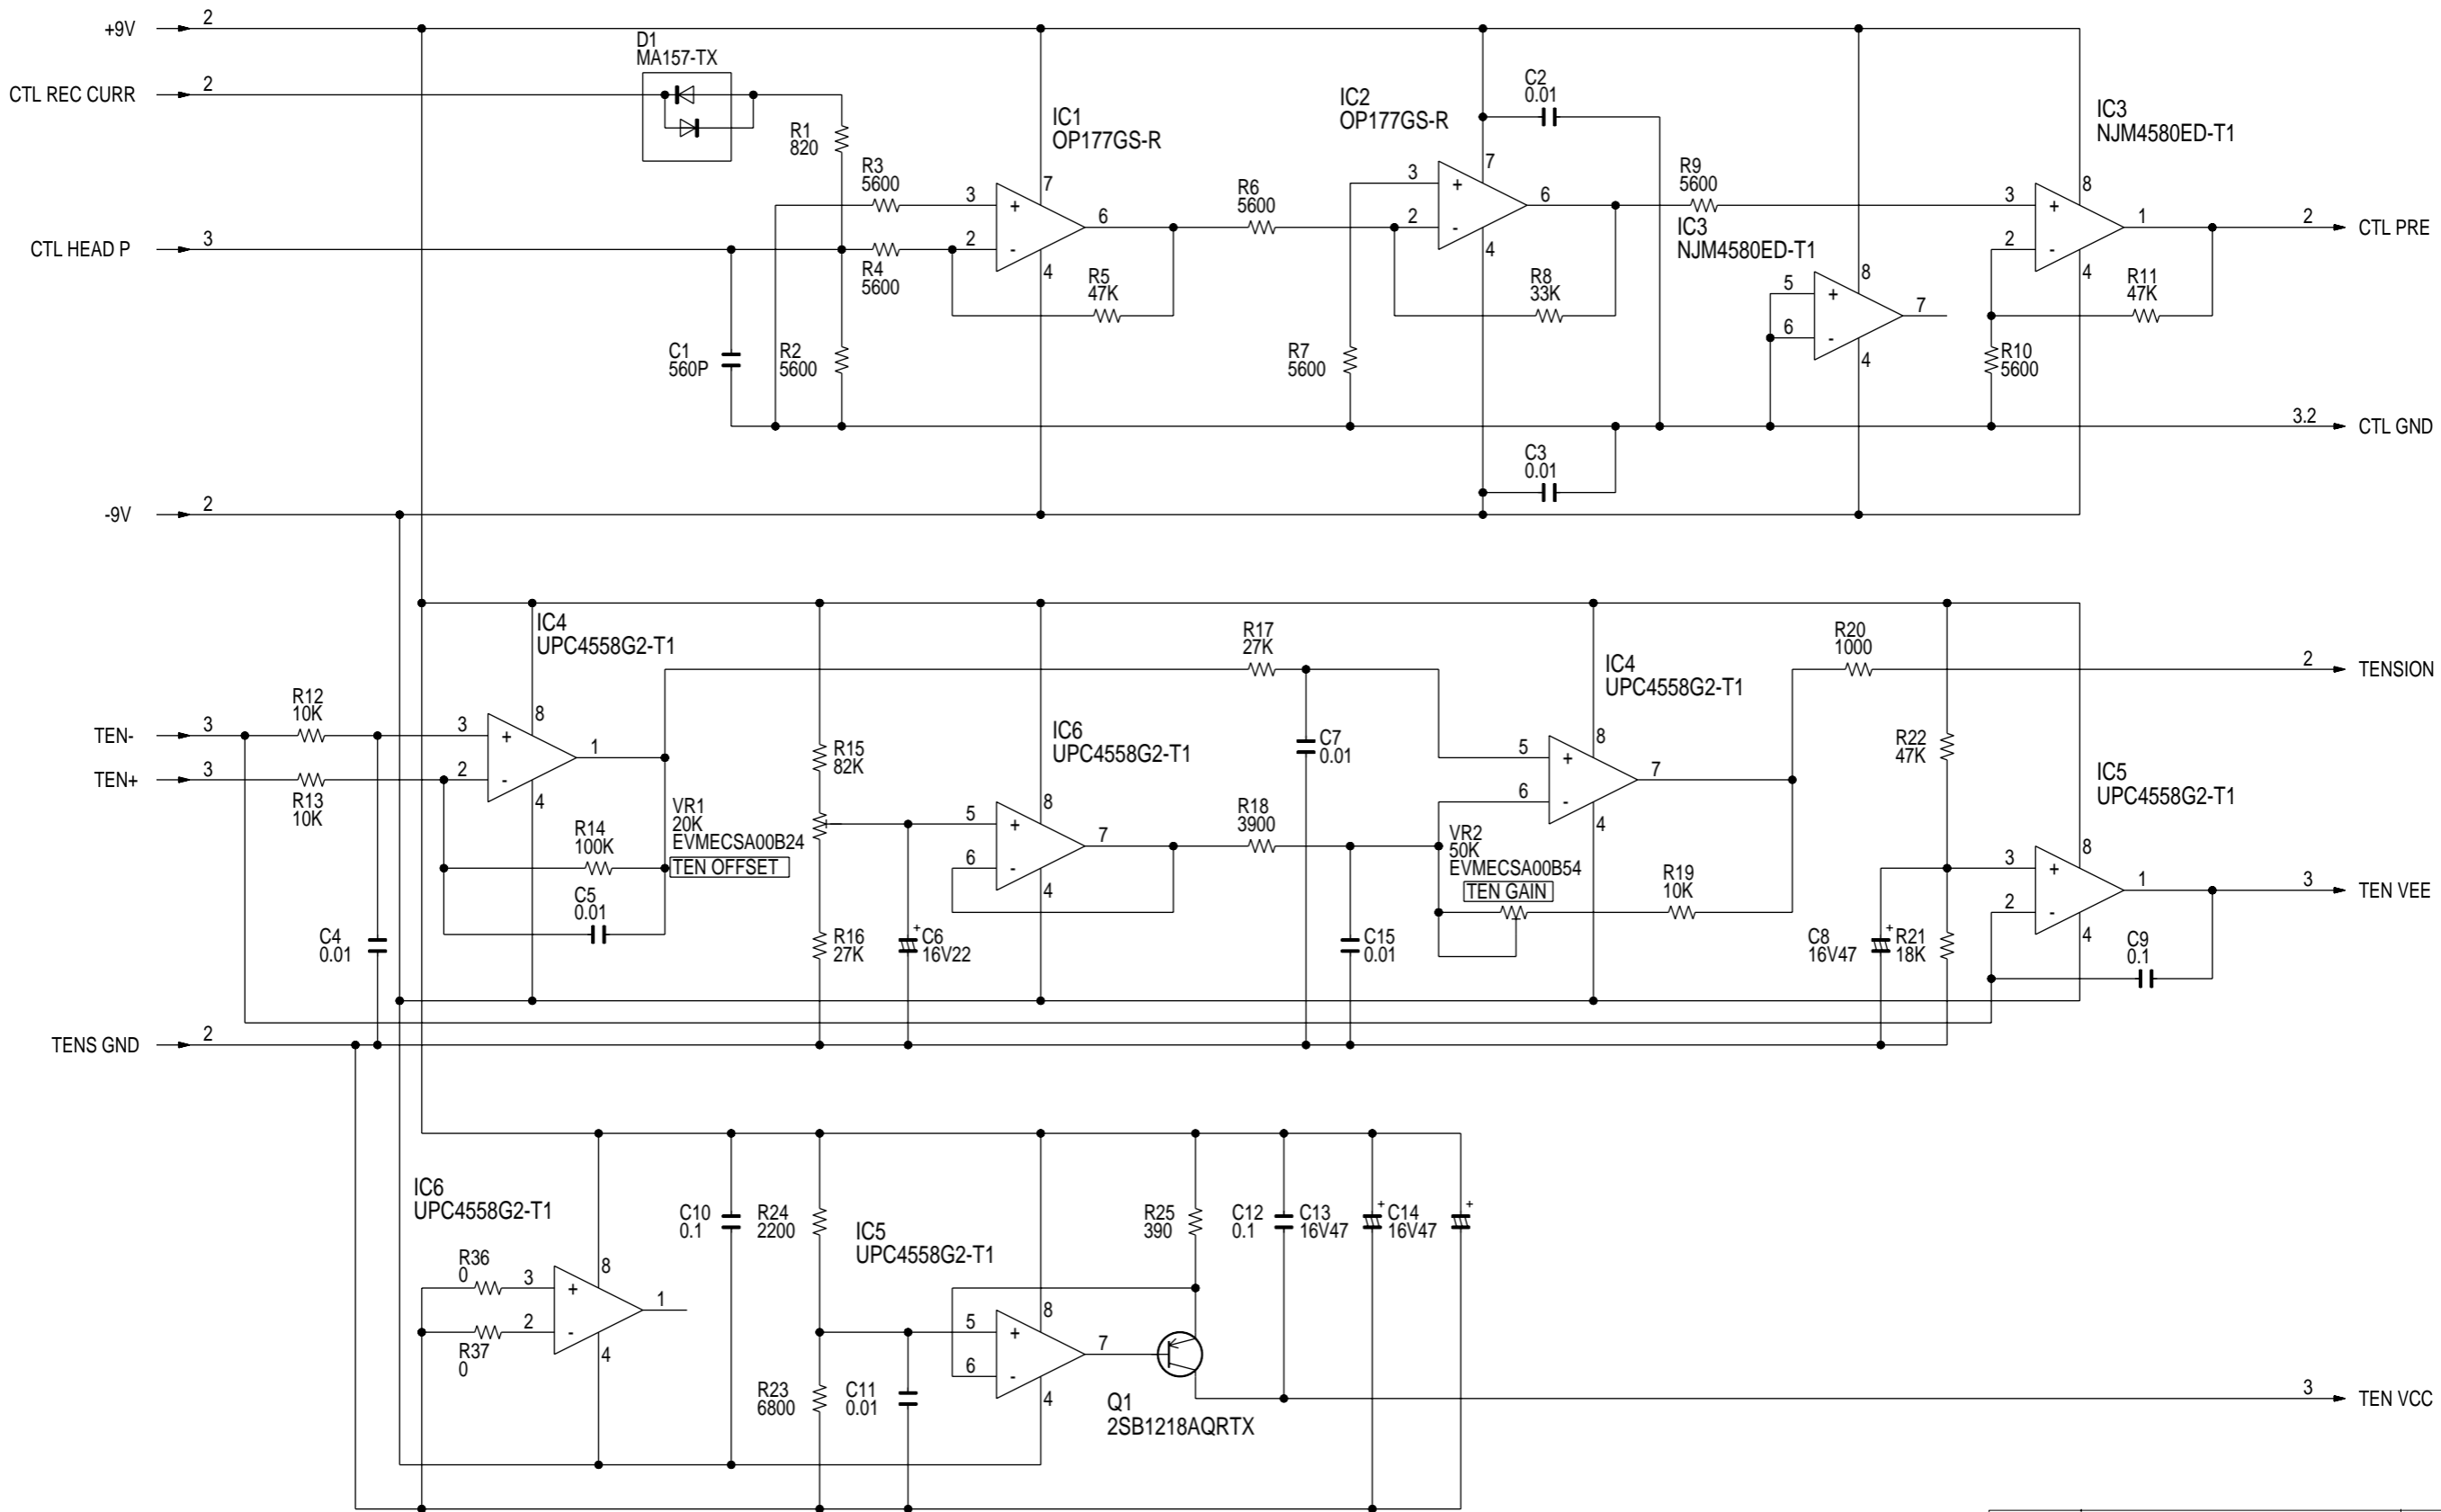 +9V
2
CTL REC CURR
2
D1
MA157-TX
R1
820
R3
5600
CTL HEAD P
3
R4
5600
C1
560P
R2
5600
IC1
OP177GS-R
3
+
2
-
7
6
4
R5
47K
R6
5600
IC2
OP177GS-R
3
+
2
-
7
6
4
C2
0.01
R7
5600
R8
33K
R9
5600
IC3
NJM4580ED-T1
5
+
6
-
8
7
4
IC3
NJM4580ED-T1
3
+
2
-
8
1
4
R10
5600
R11
47K
2
CTL PRE
3.2
CTL GND
C3
0.01
-9V
2
IC4
UPC4558G2-T1
TEN-
3
R12
10K
TEN+
3
R13
10K
3
+
2
-
8
1
4
R14
100K
C5
0.01
C4
0.01
R15
82K
VR1
20K
EVMECSA00B24
TEN OFFSET
R16
27K
+
C6
16V22
IC6
UPC4558G2-T1
5
+
6
-
8
7
4
R17
27K
C7
0.01
R18
3900
C15
0.01
IC4
UPC4558G2-T1
5
+
6
-
8
7
4
VR2
50K
EVMECSA00B54
TEN GAIN
R19
10K
R20
1000
2
TENSION
R22
47K
+
C8
16V47
R21
18K
IC5
UPC4558G2-T1
3
+
2
-
8
1
4
C9
0.1
3
TEN VEE
TENS GND
2
IC6
UPC4558G2-T1
R36
0
R37
0
3
+
2
-
8
1
4
C10
0.1
R24
2200
R23
6800
C11
0.01
IC5
UPC4558G2-T1
5
+
6
-
8
7
4
R25
390
Q1
2SB1218AQRTX
C12
0.1
C13
16V47
+
C14
16V47
+
3
TEN VCC